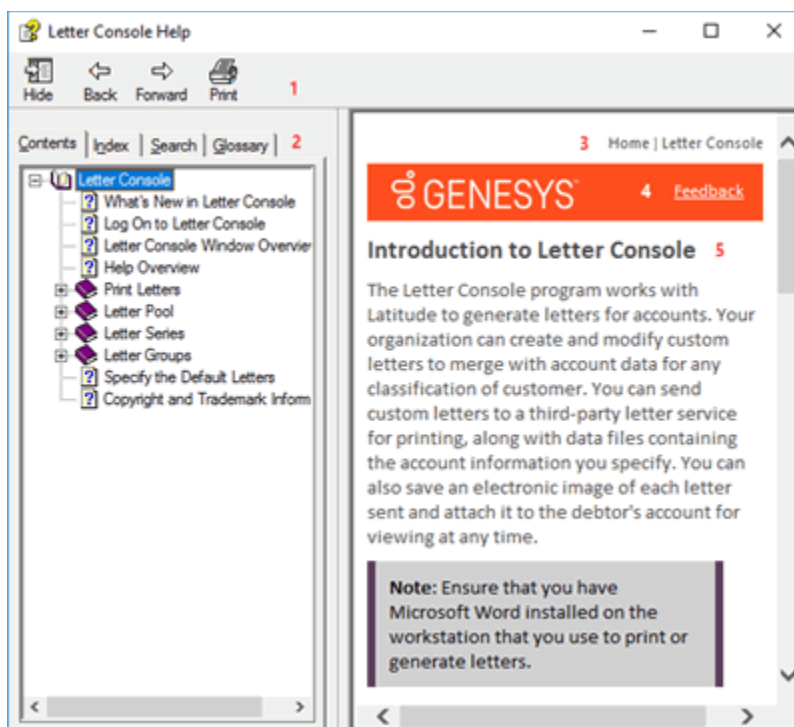 Letter Console Help
Hide Back Forward Print 1
Contents Index Search Glossary 2
Letter Console
What's New in Letter Console
Log On to Letter Console
Letter Console Window Overvie
Help Overview
Print Letters
Letter Pool
Letter Series
Letter Groups
Specify the Default Letters
Copyright and Trademark Inform
3 Home | Letter Console
GENESYS™ 4 Feedback
Introduction to Letter Console 5
The Letter Console program works with
Latitude to generate letters for accounts. Your
organization can create and modify custom
letters to merge with account data for any
classification of customer. You can send
custom letters to a third-party letter service
for printing, along with data files containing
the account information you specify. You can
also save an electronic image of each letter
sent and attach it to the debtor's account for
viewing at any time.
Note: Ensure that you have
Microsoft Word installed on the
workstation that you use to print or
generate letters.